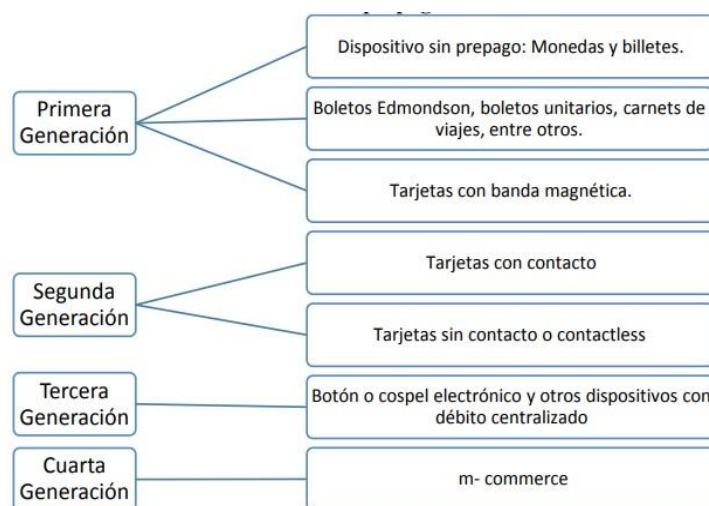 Primera
Generación
Dispositivo sin prepago: Monedas y billetes.
Boletos Edmondson, boletos unitarios, carnets de
viajes, entre otros.
Tarjetas con banda magnética.
Segunda
Generación
Tarjetas con contacto
Tarjetas sin contacto o contactless
Tercera
Generación
Botón o cospel electrónico y otros dispositivos con
débito centralizado
Cuarta
Generación
m- commerce